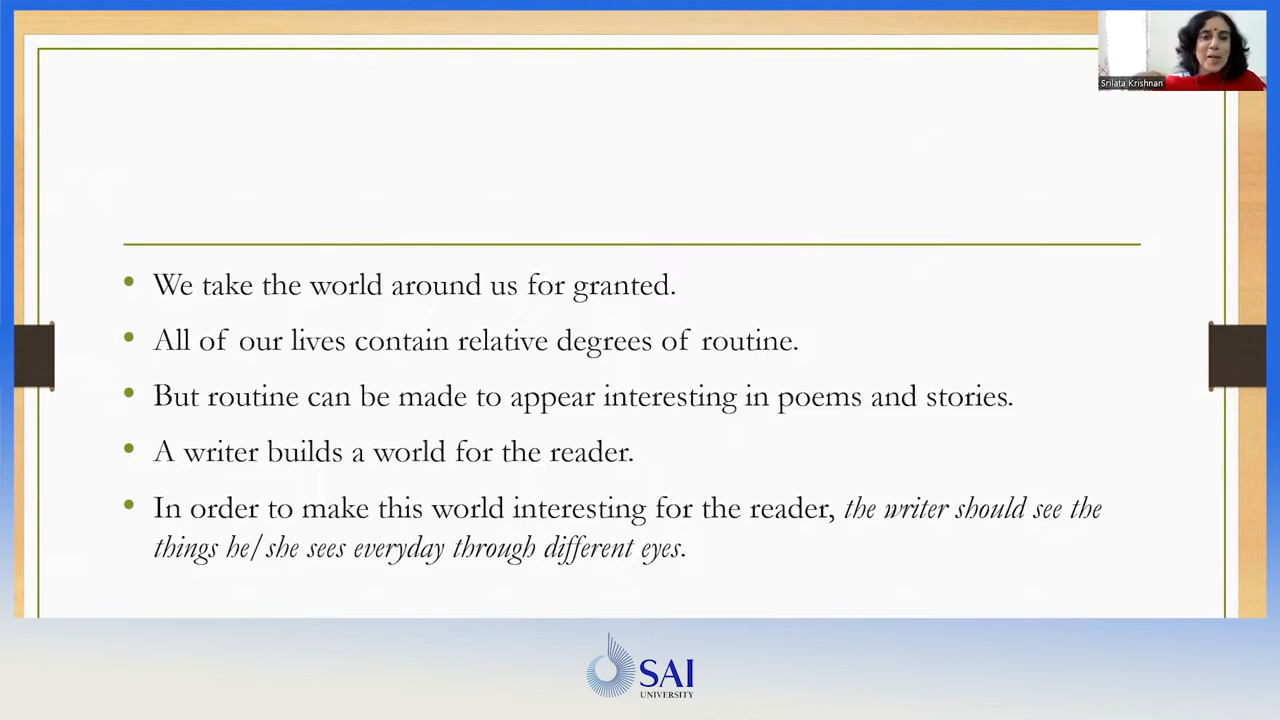 Srilata Krishnan
• We take the world around us for granted.
• All of our lives contain relative degrees of routine.
• But routine can be made to appear interesting in poems and stories.
• A writer builds a world for the reader.
• In order to make this world interesting for the reader, the writer should see the
things he/she sees everyday through different eyes.
SAI
UNIVERSITY